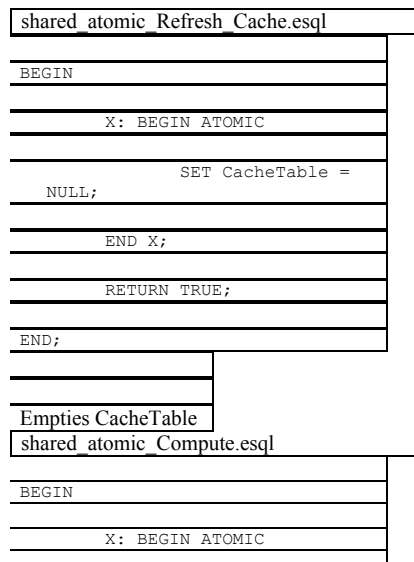 shared_atomic_Refresh_Cache.esql
BEGIN
X: BEGIN ATOMIC
SET CacheTable =
NULL;
END X;
RETURN TRUE;
END;
Empties CacheTable
shared_atomic_Compute.esql
BEGIN
X: BEGIN ATOMIC